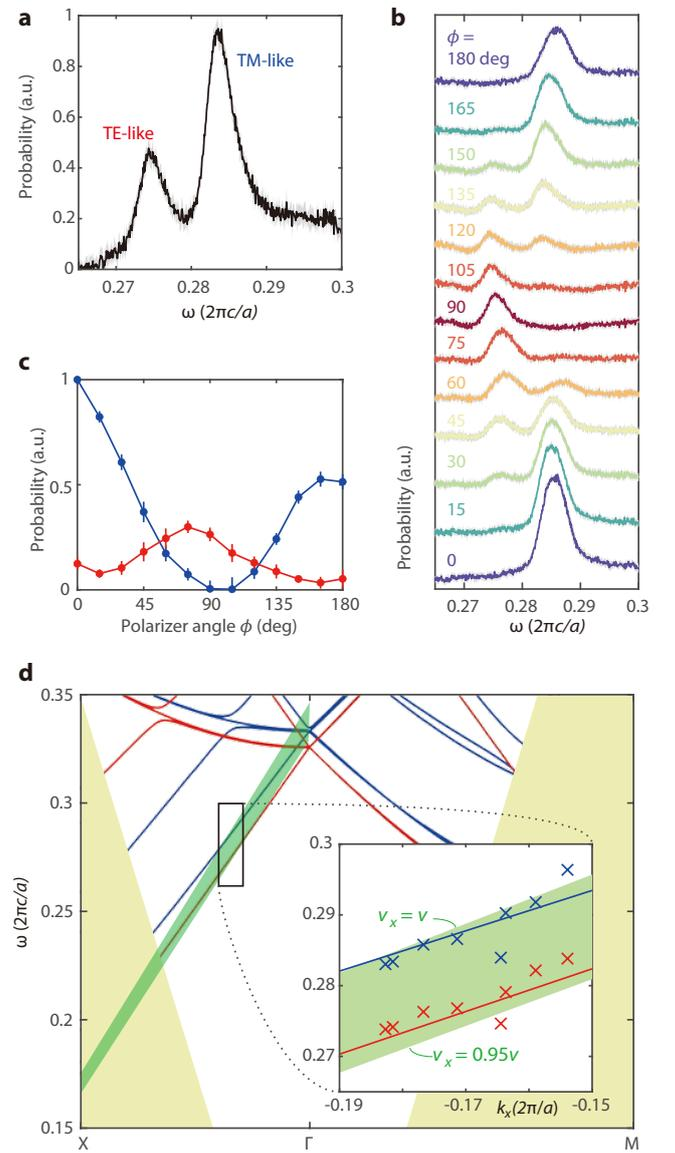 a
1
0.8
0.6
0.4
0.2
0
Probability (a.u.)
TE-like
TM-like
0.27
0.28
0.29
0.3
ω (2πc/a)
b
ϕ =
180 deg
165
150
135
120
105
90
75
60
45
30
15
0
Probability (a.u.)
0.27
0.28
0.29
0.3
ω (2πc/a)
c
1
0.5
0
Probability (a.u.)
0
45
90
135
180
Polarizer angle ϕ (deg)
d
0.35
0.3
0.25
0.2
0.15
ω (2πc/a)
X
Γ
M
0.3
0.29
0.28
0.27
vx = v
vx = 0.95v
-0.19
-0.17
kx(2π/a)
-0.15